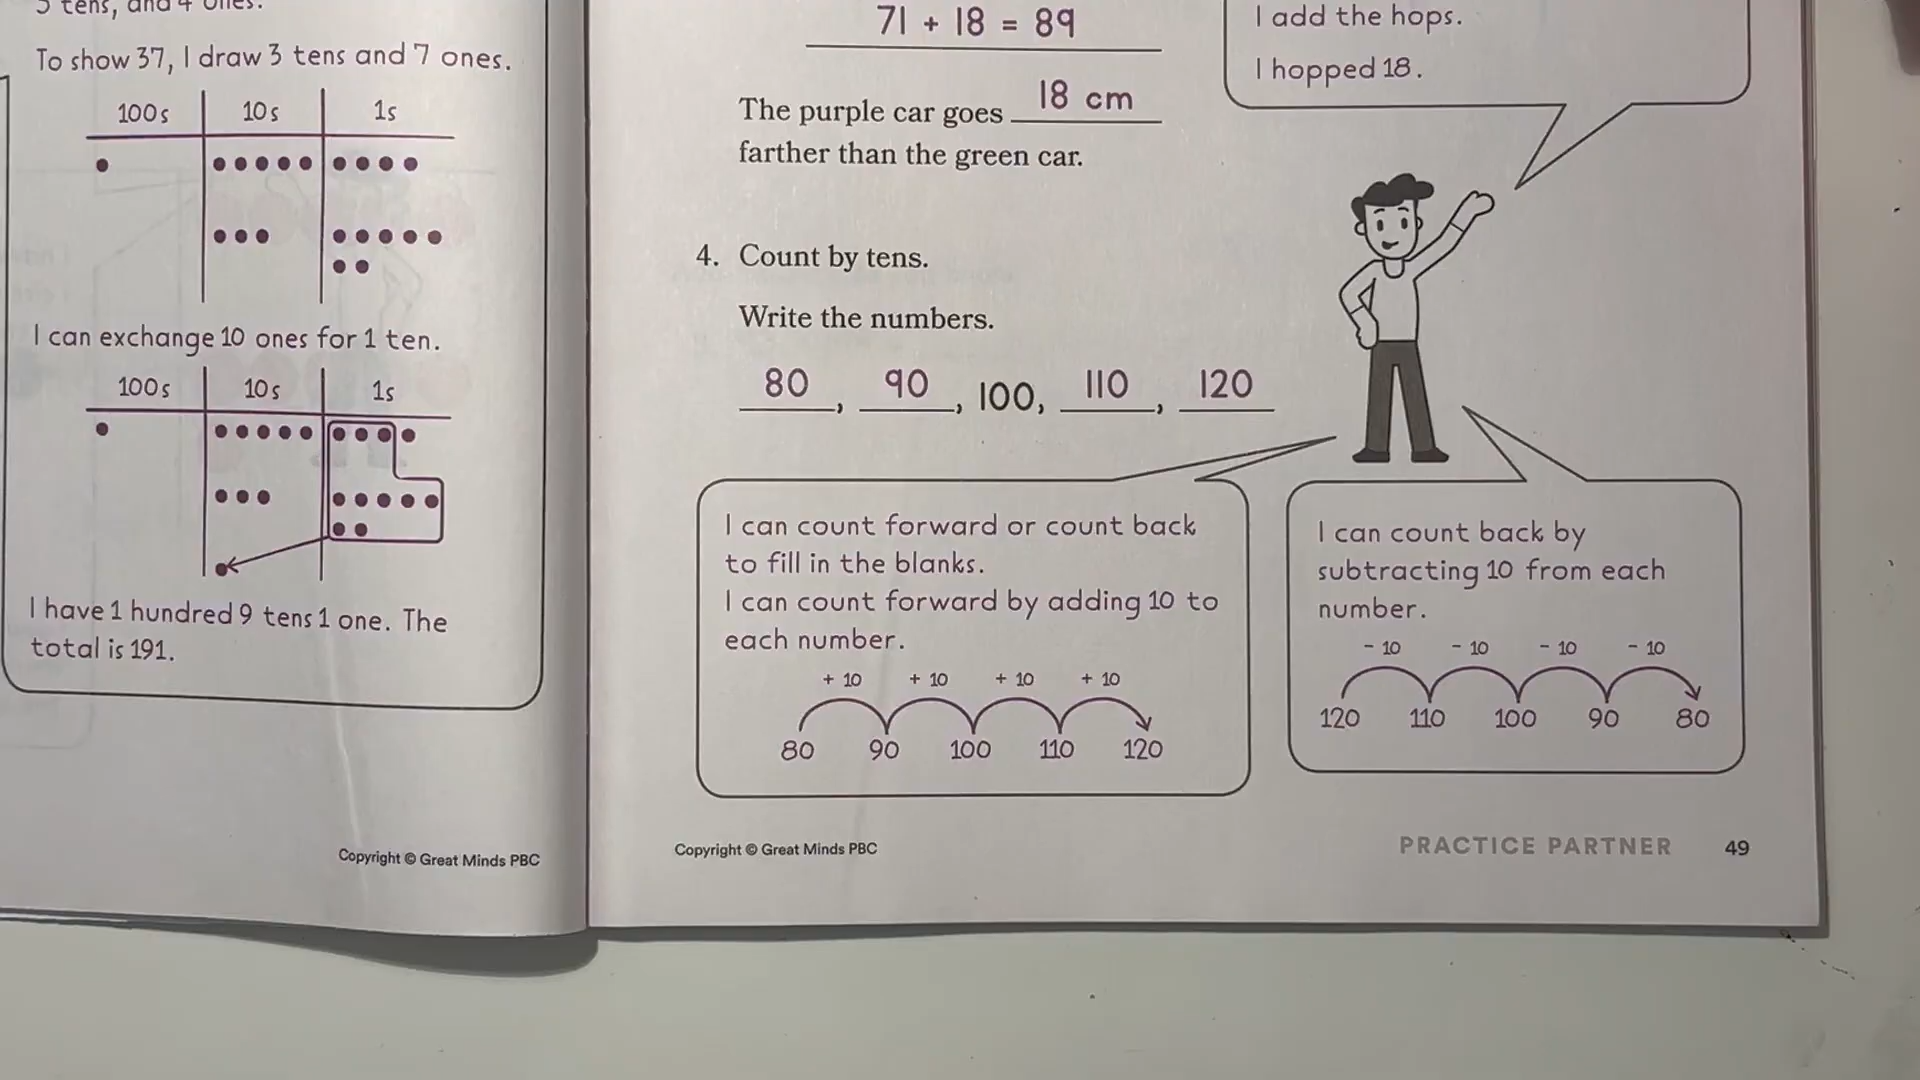 5 tens, and 4 ones.
To show 37, I draw 3 tens and 7 ones.
100s 10s 1s
I can exchange 10 ones for 1 ten.
100s 10s 1s
I have 1 hundred 9 tens 1 one. The
total is 191.
Copyright © Great Minds PBC
71 + 18 = 89
The purple car goes 18 cm
farther than the green car.
I add the hops.
I hopped 18.
4. Count by tens.
Write the numbers.
80, 90, 100, 110, 120
I can count forward or count back
to fill in the blanks.
I can count forward by adding 10 to
each number.
+ 10 + 10 + 10 + 10
80 90 100 110 120
I can count back by
subtracting 10 from each
number.
- 10 - 10 - 10 - 10
120 110 100 90 80
Copyright © Great Minds PBC
PRACTICE PARTNER 49